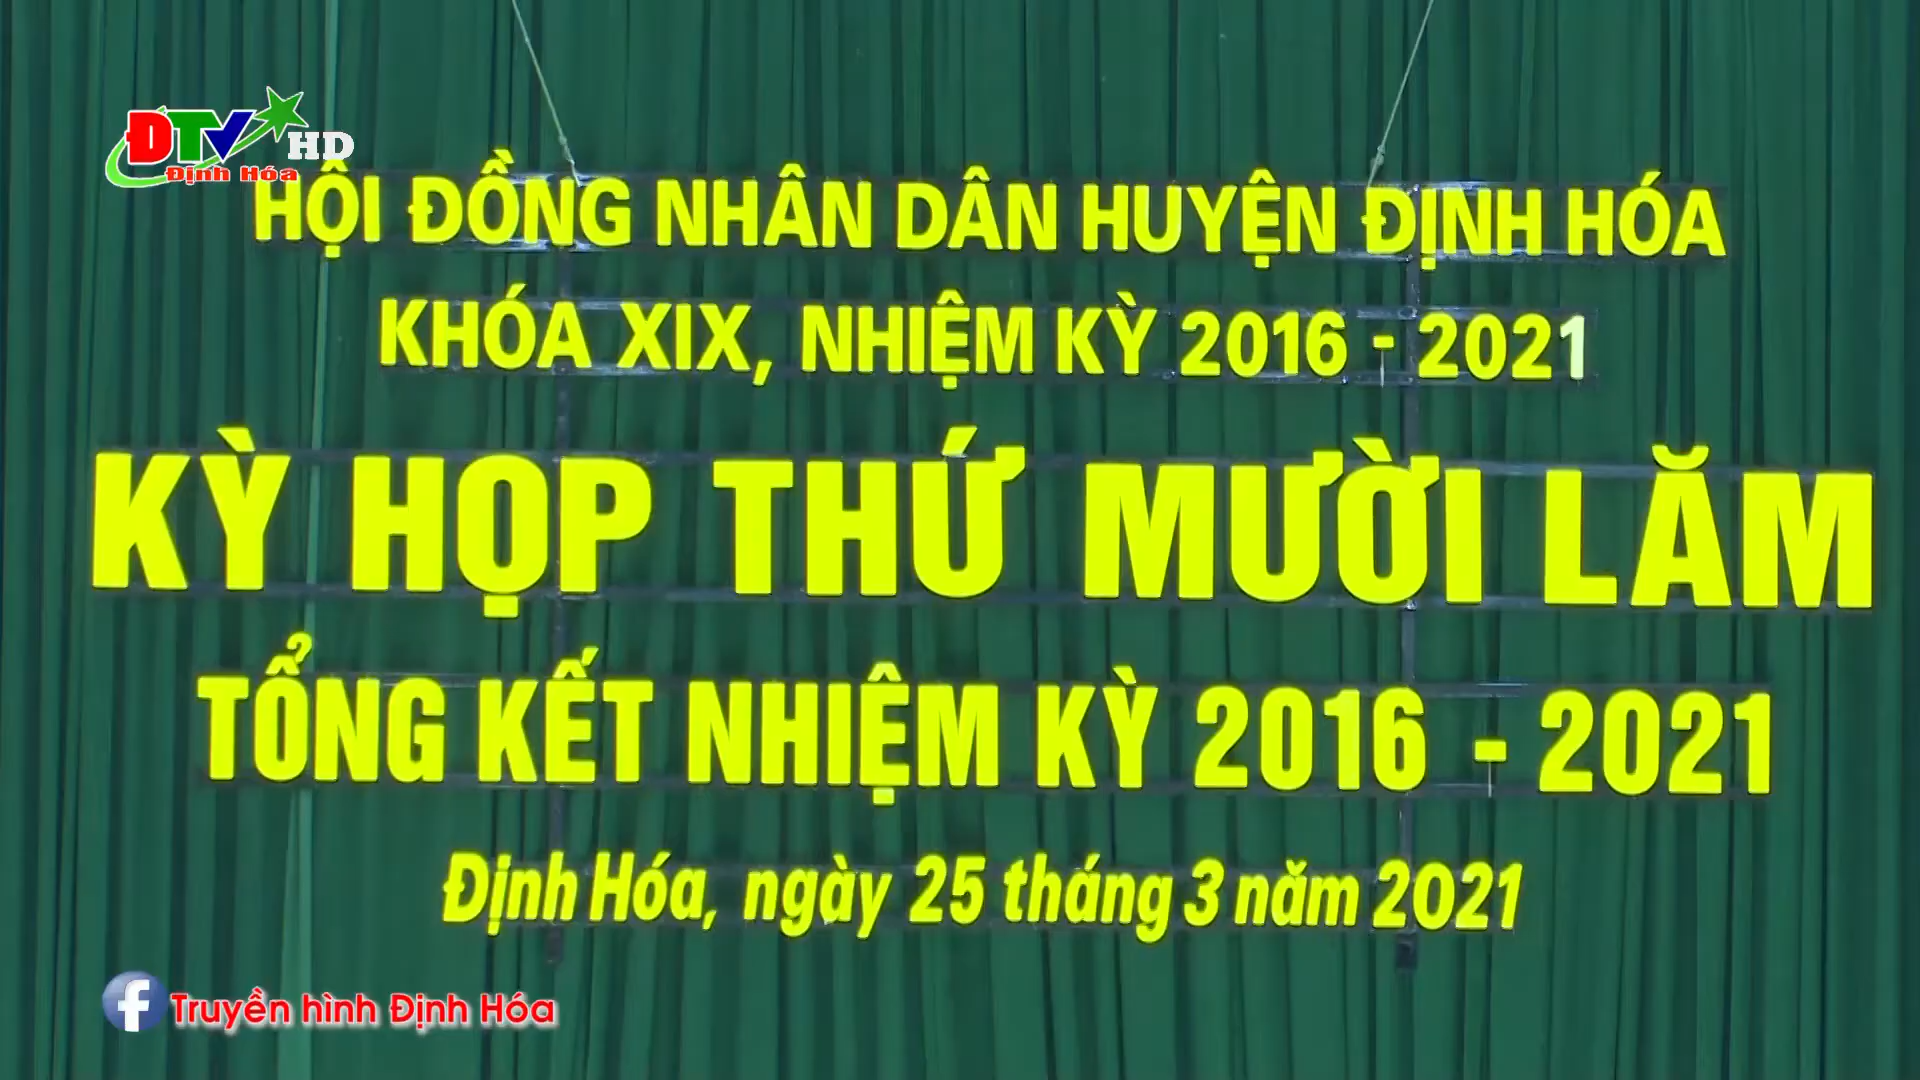 ĐTV HD
Định Hóa
HỘI ĐỒNG NHÂN DÂN HUYỆN ĐỊNH HÓA
KHÓA XIX, NHIỆM KỲ 2016 - 2021
KỲ HỌP THỨ MƯỜI LĂM
TỔNG KẾT NHIỆM KỲ 2016 - 2021
Định Hóa, ngày 25 tháng 3 năm 2021
f Truyền hình Định Hóa